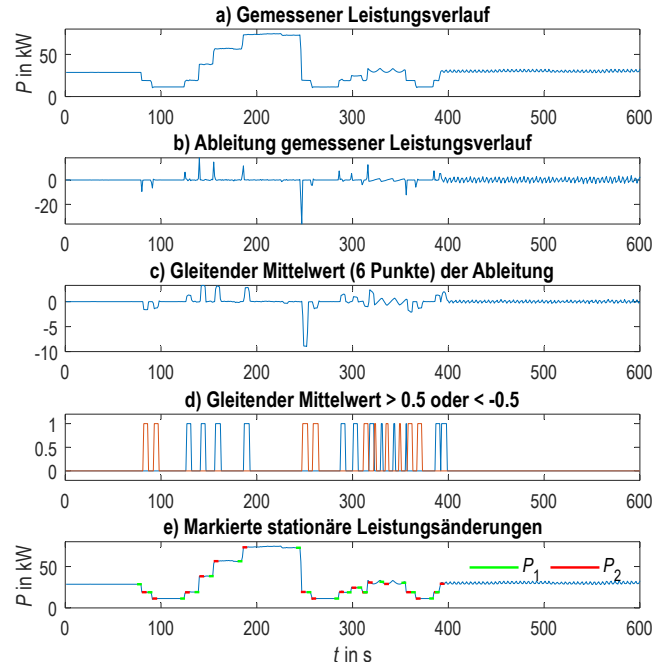 a) Gemessener Leistungsverlauf
P in kW
50
0
0 100 200 300 400 500 600
b) Ableitung gemessener Leistungsverlauf
0
-20
0 100 200 300 400 500 600
c) Gleitender Mittelwert (6 Punkte) der Ableitung
0
-5
-10
0 100 200 300 400 500 600
d) Gleitender Mittelwert > 0.5 oder < -0.5
1
0.5
0
0 100 200 300 400 500 600
e) Markierte stationäre Leistungsänderungen
P in kW
50
0
P_1 P_2
0 100 200 300 400 500 600
t in s